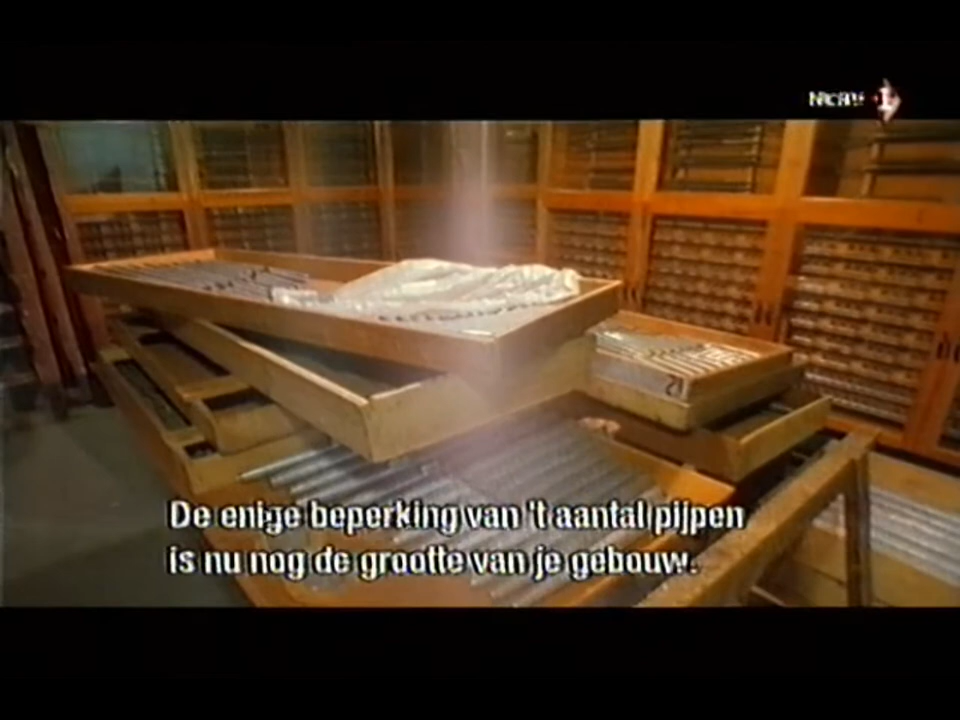 De enige beperking van 't aantal pijpen
is nu nog de grootte van je gebouw.